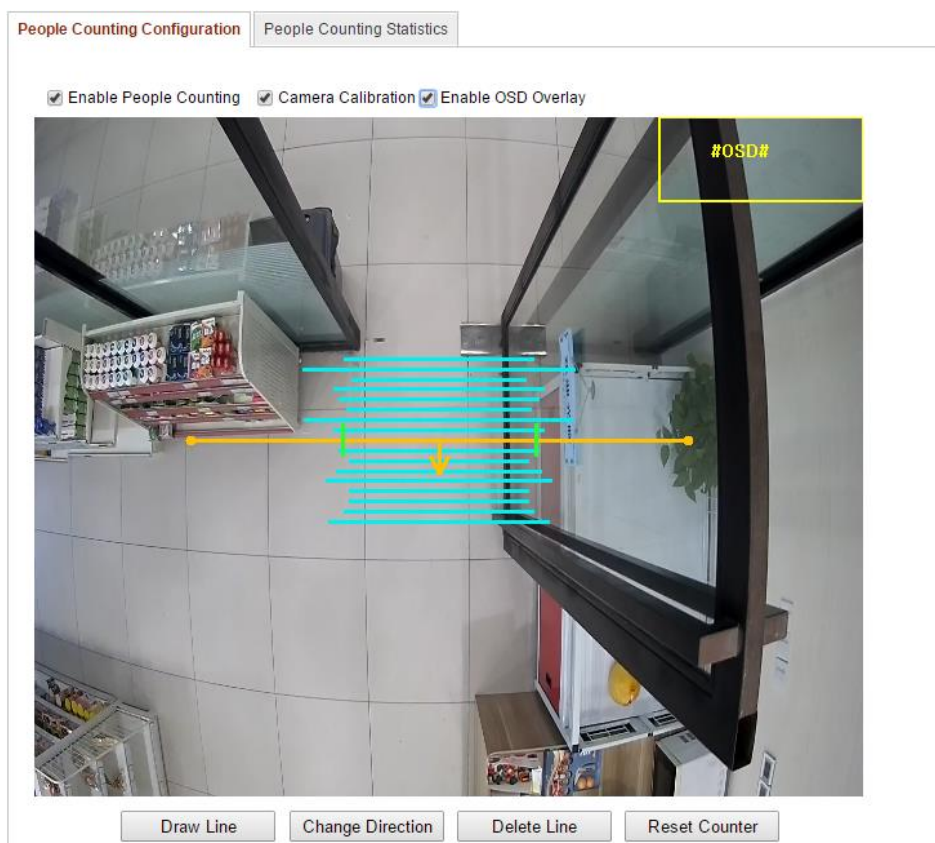 People Counting Configuration
People Counting Statistics
Enable People Counting
Camera Calibration
Enable OSD Overlay
#OSD#
Draw Line
Change Direction
Delete Line
Reset Counter